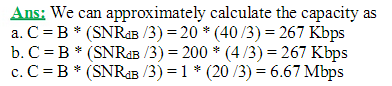 Ans: We can approximately calculate the capacity as
a. C = B * (SNRdB /3) = 20 * (40 /3) = 267 Kbps
b. C = B * (SNRdB /3) = 200 * (4 /3) = 267 Kbps
c. C = B * (SNRdB /3) = 1 * (20 /3) = 6.67 Mbps